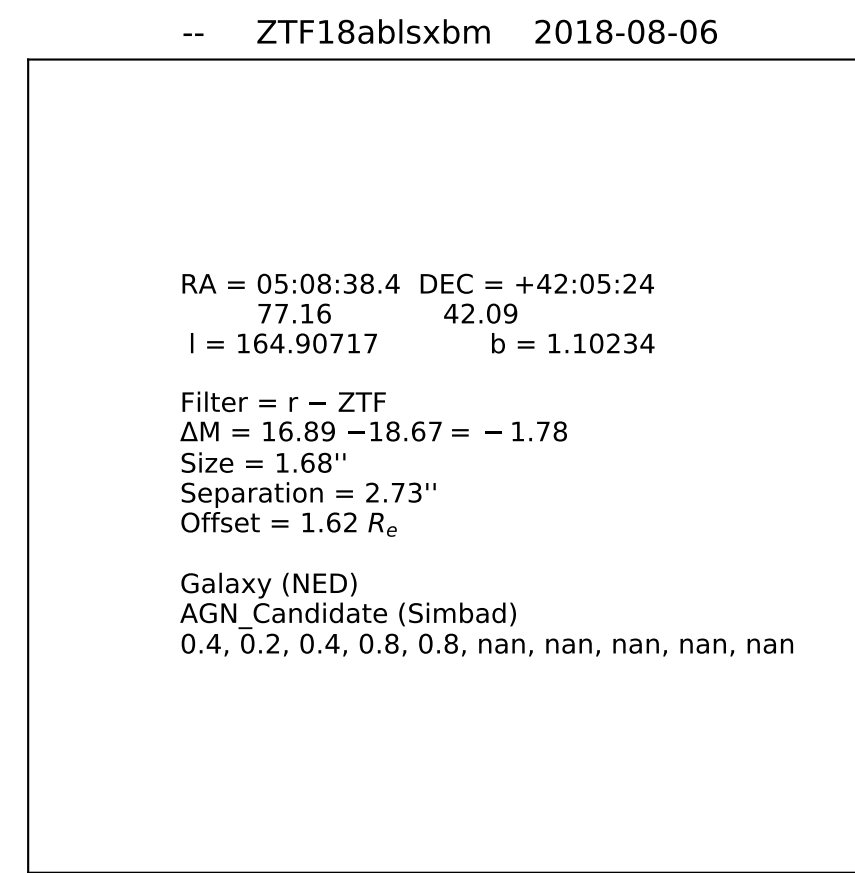 -- ZTF18ablsxbm 2018-08-06
RA = 05:08:38.4 DEC = +42:05:24
77.16 42.09
l = 164.90717 b = 1.10234
Filter = r − ZTF
ΔM = 16.89 −18.67 = −1.78
Size = 1.68''
Separation = 2.73''
Offset = 1.62 Rₑ
Galaxy (NED)
AGN_Candidate (Simbad)
0.4, 0.2, 0.4, 0.8, 0.8, nan, nan, nan, nan, nan